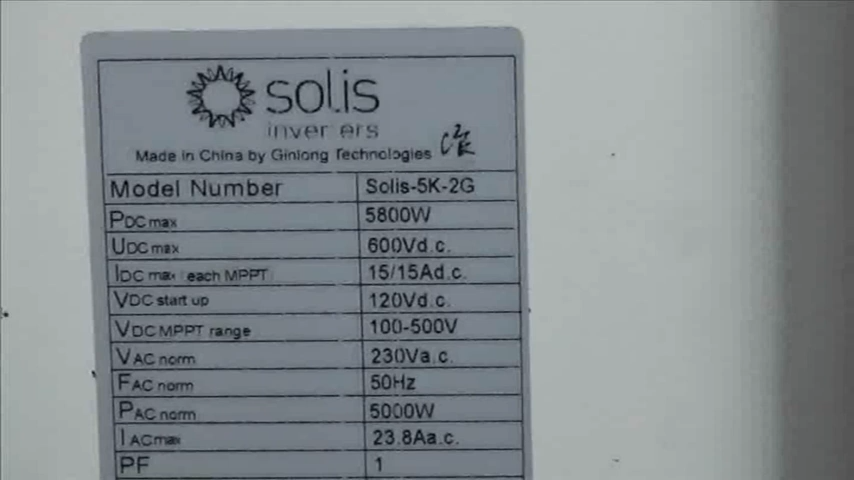 solis
inverters
Made in China by Ginlong Technologies
Model Number Solis-5K-2G
PDC max 5800W
UDC max 600Vd.c.
IDC max (each MPPT) 15/15Ad.c.
VDC start up 120Vd.c.
VDC MPPT range 100-500V
VAC norm 230Va.c.
FAC norm 50Hz
PAC norm 5000W
IACmax 23.8Aa.c.
PF 1